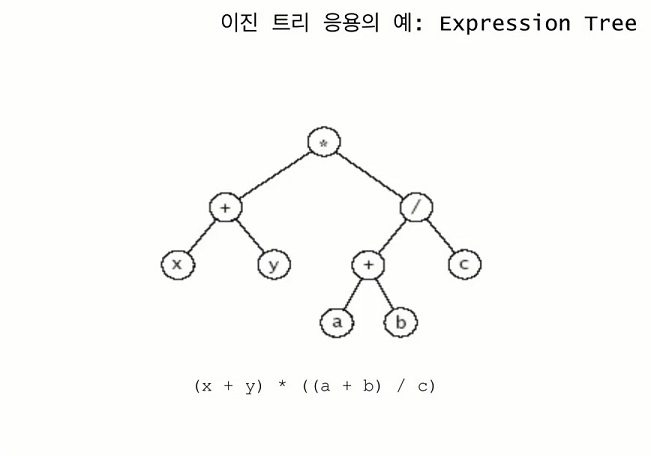 이진 트리 응용의 예: Expression Tree
*
+ /
x y + c
a b
(x + y) * ((a + b) / c)